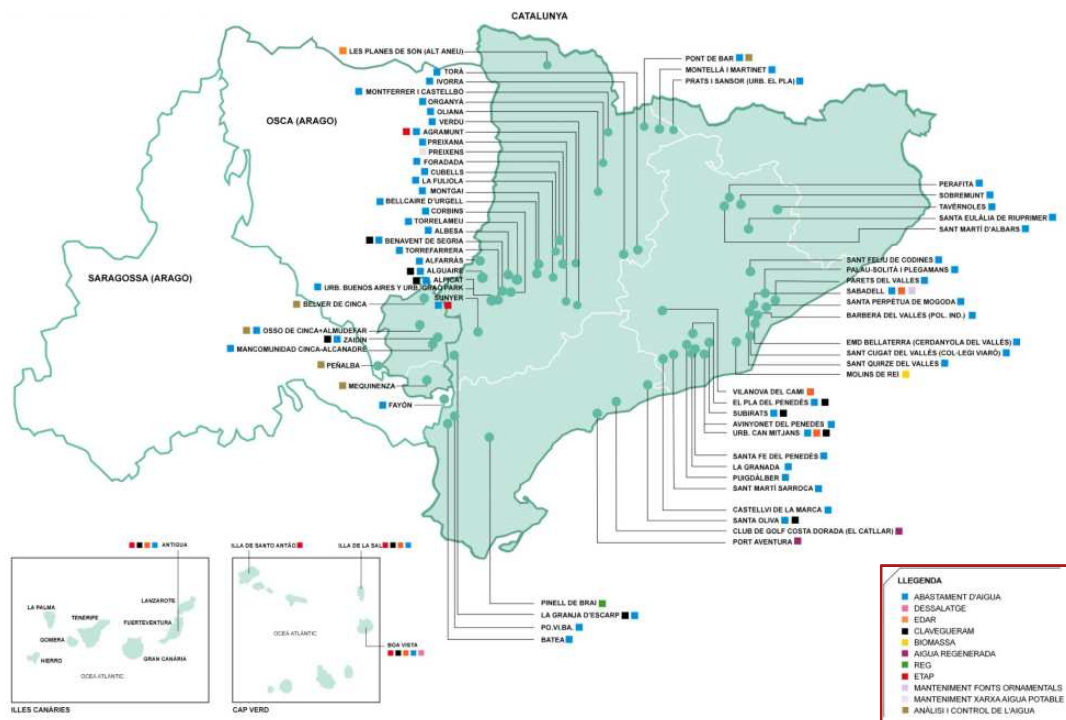 CATALUNYA
LES PLANES DE SON (ALT ANEU)
OSCA (ARAGO)
SARAGOSSA (ARAGÓ)
TORÀ
IVORRA
MONTFERRER I CASTELLBO
ORGANYÀ
OLIANA
VERDÚ
AGRAMUNT
PREIXANA
PREIXENS
FORADADA
CUBELLS
LA FULIOLA
MONTGAI
BELLCAIRE D'URGELL
CORBINS
TORRELAMEU
ALBESA
BENAVENT DE SEGRIA
TORREFARRERA
ALFARRÀS
ALGUAIRE
ALPICAT
URB. BUENOS AIRES Y URB. GRAO PARK
SUNYER
BELVER DE CINCA
OSSO DE CINCA+ALMUDEFAR
ZAIDIN
MANCOMUNIDAD CINCA-ALCANADRE
PEÑALBA
MEQUINENZA
FAYÓN
PONT DE BAR
MONTELLÀ I MARTINET
PRATS I SANSOR (URB. EL PLA)
PERAFITA
SOBREMUNT
TAVÈRNOLES
SANTA EULÀLIA DE RIUPRIMER
SANT MARTÍ D'ALBARS
SANT FELIU DE CODINES
PALAU-SOLITÀ I PLEGAMANS
PARETS DEL VALLES
SABADELL
SANTA PERPÈTUA DE MOGODA
BARBERÀ DEL VALLÈS (POL. IND.)
EMD BELLATERRA (CERDANYOLA DEL VALLÈS)
SANT CUGAT DEL VALLÈS (COL·LEGI VIARÓ)
SANT QUIRZE DEL VALLES
MOLINS DE REI
VILANOVA DEL CAMI
EL PLA DEL PENEDÈS
SUBIRATS
AVINYONET DEL PENEDÈS
URB. CAN MITJANS
SANTA FE DEL PENEDÈS
LA GRANADA
PUIGDÀLBER
SANT MARTÍ SARROCA
CASTELLVI DE LA MARCA
SANTA OLIVA
CLUB DE GOLF COSTA DORADA (EL CATLLAR)
PORT AVENTURA
PINELL DE BRAI
LA GRANJA D'ESCARP
PO.VI.BA.
BATEA
ANTIGUA
LA PALMA
TENERIFE
LANZAROTE
FUERTEVENTURA
GOMERA
HIERRO
GRAN CANÀRIA
OCEÀ ATLÀNTIC
ILLES CANÀRIES
ILLA DE SANTO ANTÃO
ILLA DE LA SAL
OCEÀ ATLÀNTIC
BOA VISTA
CAP VERD
LLEGENDA
ABASTAMENT D'AIGUA
DESSALATGE
EDAR
CLAVEGUERAM
BIOMASSA
AIGUA REGENERADA
REG
ETAP
MANTENIMENT FONTS ORNAMENTALS
MANTENIMENT XARXA AIGUA POTABLE
ANÀLISI I CONTROL DE L'AIGUA